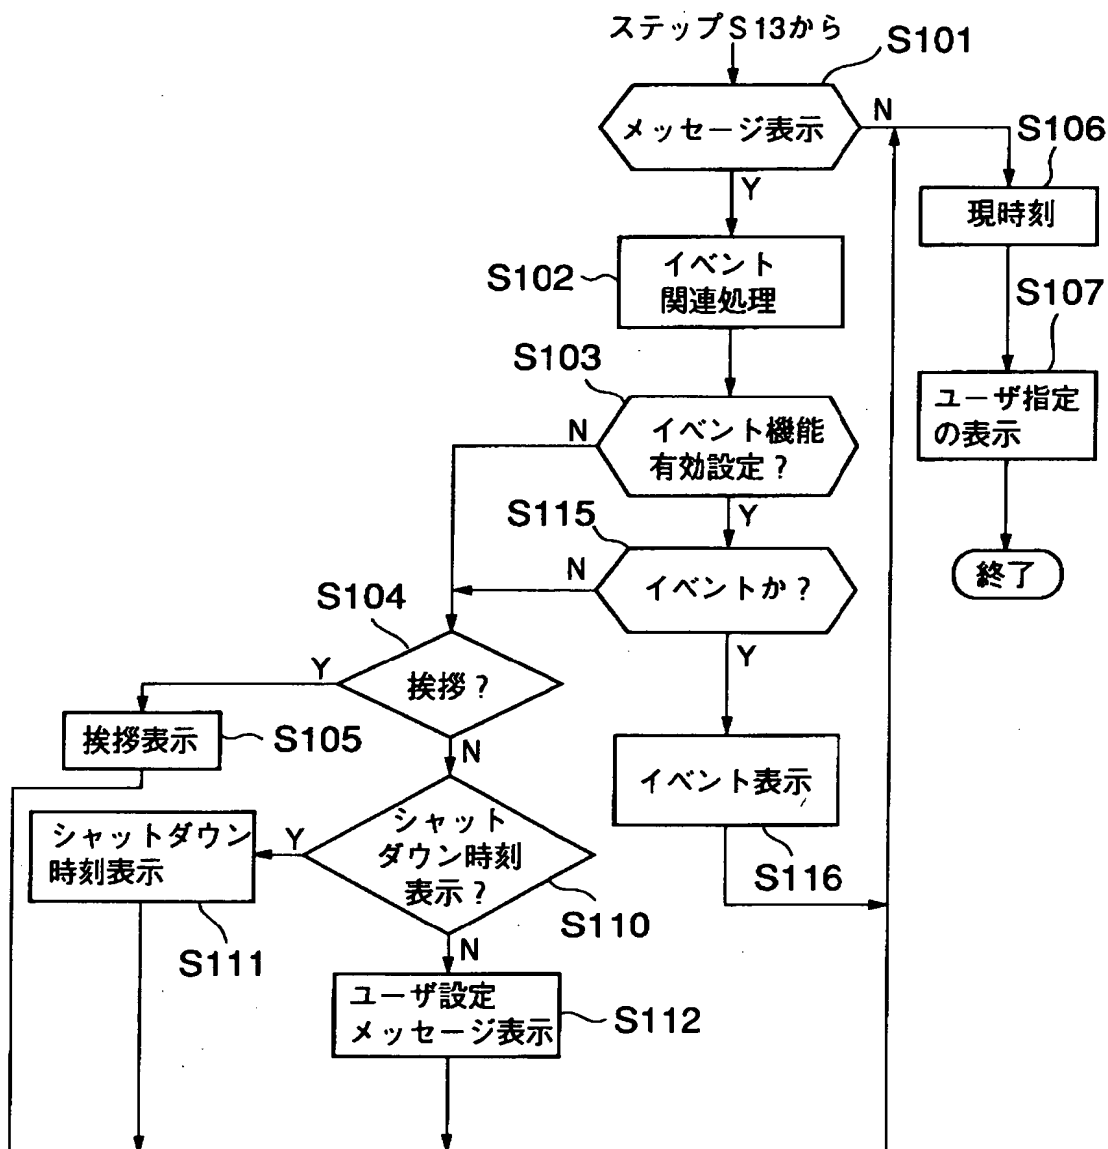 ステップS13から
S101
メッセージ表示
N
Y
S106
現時刻
S102
イベント
関連処理
S107
ユーザ指定
の表示
S103
N
イベント機能
有効設定?
Y
S115
N
イベントか?
Y
終了
S104
Y
挨拶?
N
挨拶表示
S105
イベント表示
S116
シャットダウン
時刻表示
Y
シャット
ダウン時刻
表示?
S110
N
S111
ユーザ設定
メッセージ表示
S112